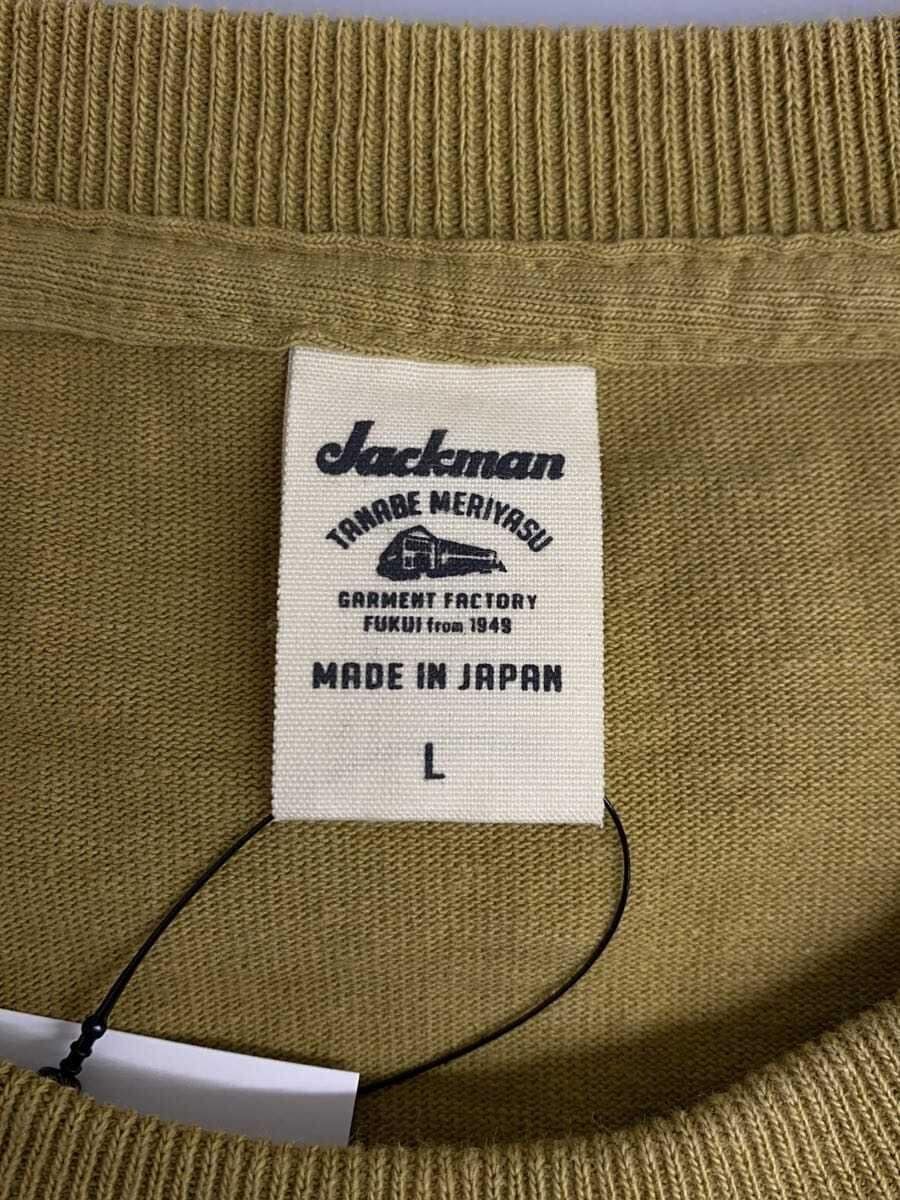 Jackman
TANABE MERIYASU
GARMENT FACTORY
FUKUI from 1949
MADE IN JAPAN
L